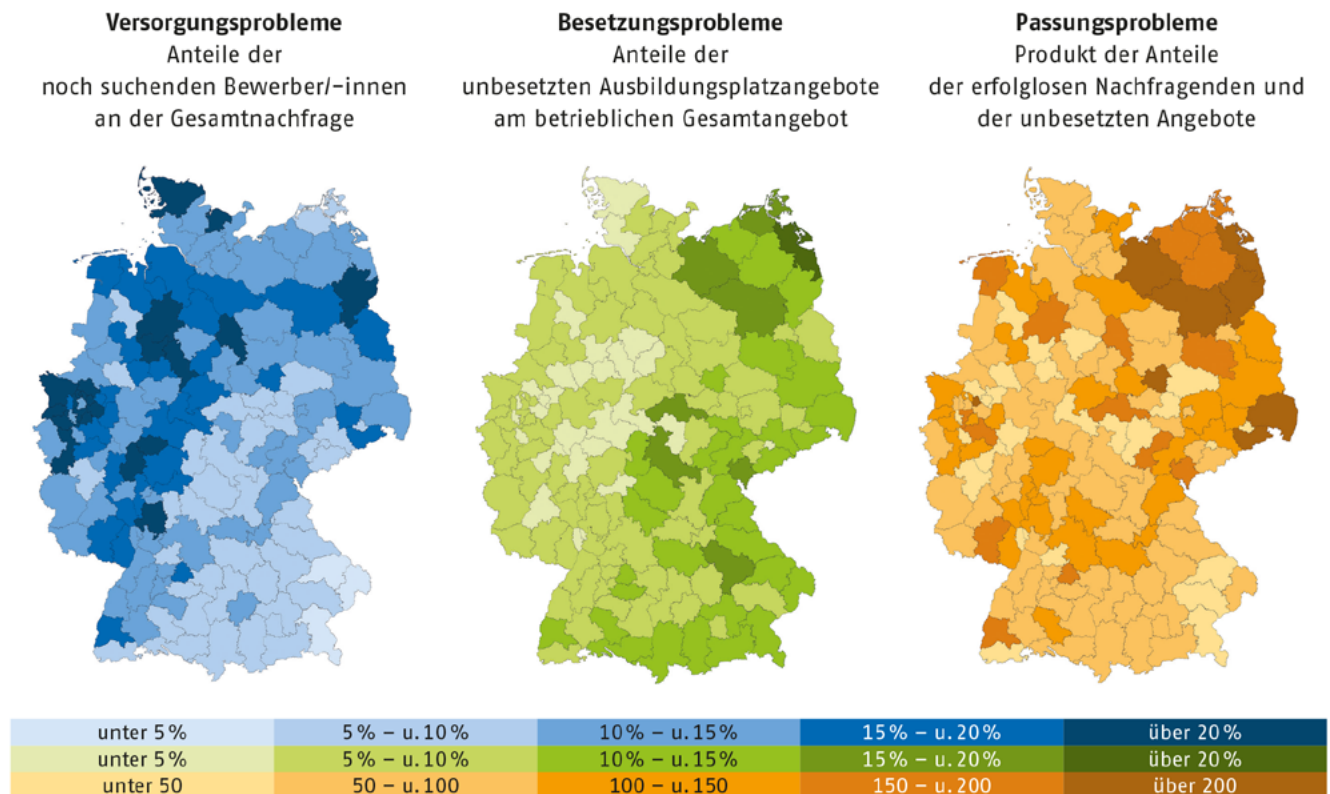 Versorgungsprobleme
Anteile der
noch suchenden Bewerber/-innen
an der Gesamtnachfrage
Besetzungsprobleme
Anteile der
unbesetzten Ausbildungsplatzangebote
am betrieblichen Gesamtangebot
Passungsprobleme
Produkt der Anteile
der erfolglosen Nachfragenden und
der unbesetzten Angebote
unter 5 % 5 % – u. 10 % 10 % – u. 15 % 15 % – u. 20 % über 20 %
unter 5 % 5 % – u. 10 % 10 % – u. 15 % 15 % – u. 20 % über 20 %
unter 50 50 – u. 100 100 – u. 150 150 – u. 200 über 200